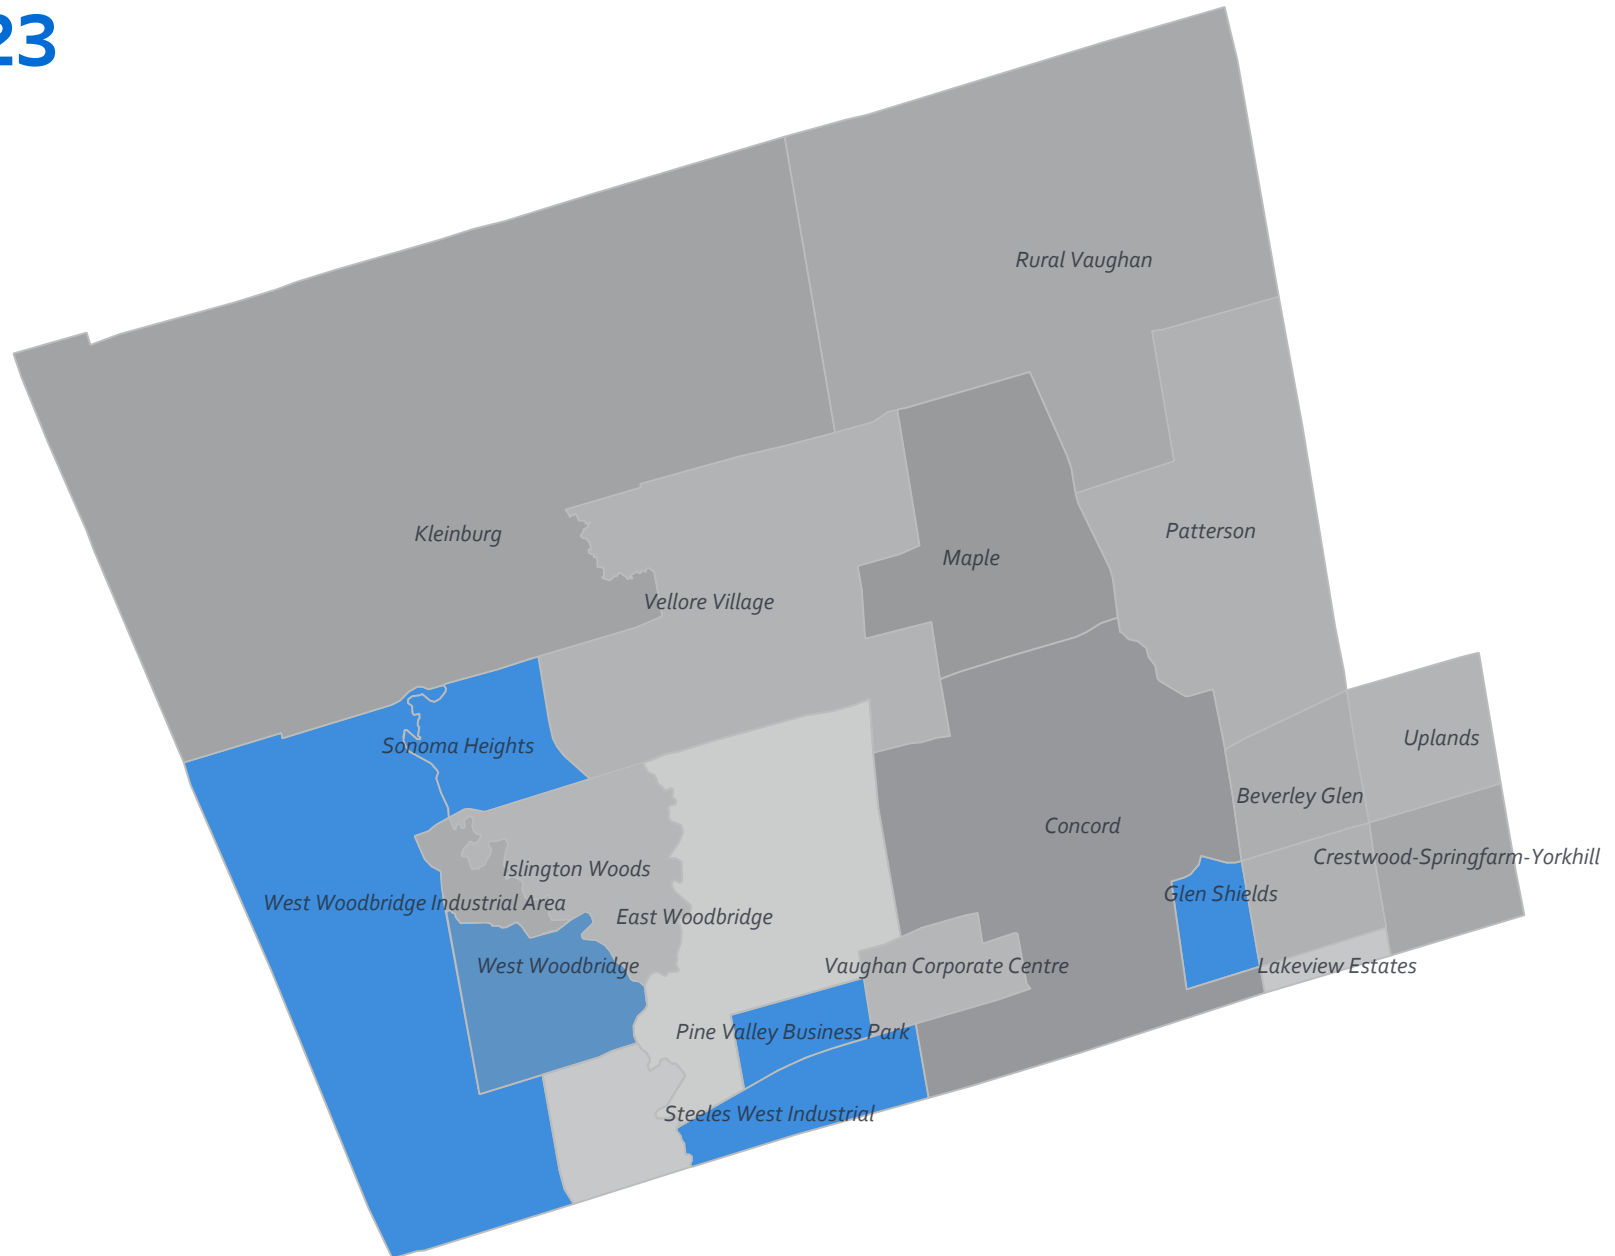 23
Rural Vaughan
Kleinburg
Patterson
Maple
Vellore Village
Sonoma Heights
Uplands
Beverley Glen
Concord
Crestwood-Springfarm-Yorkhill
Islington Woods
Glen Shields
West Woodbridge Industrial Area
East Woodbridge
West Woodbridge
Vaughan Corporate Centre
Lakeview Estates
Pine Valley Business Park
Steeles West Industrial